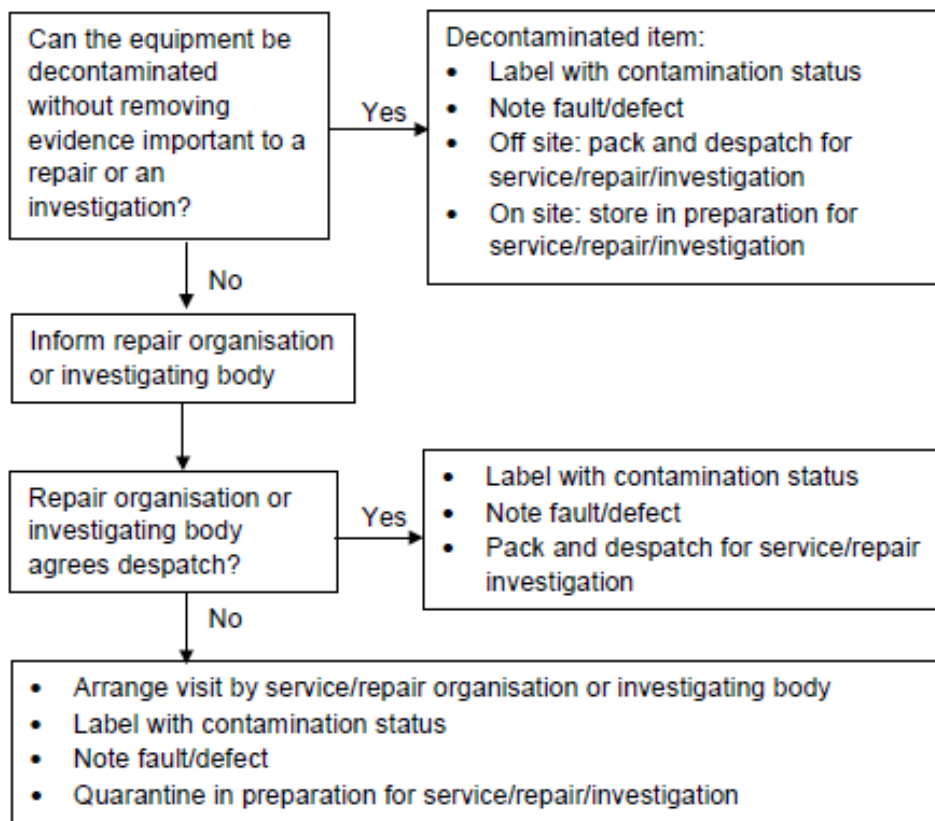 Can the equipment be
decontaminated
without removing
evidence important to a
repair or an
investigation?
Yes
Decontaminated item:
• Label with contamination status
• Note fault/defect
• Off site: pack and despatch for
service/repair/investigation
• On site: store in preparation for
service/repair/investigation
No
Inform repair organisation
or investigating body
Repair organisation or
investigating body
agrees despatch?
Yes
• Label with contamination status
• Note fault/defect
• Pack and despatch for service/repair
investigation
No
• Arrange visit by service/repair organisation or investigating body
• Label with contamination status
• Note fault/defect
• Quarantine in preparation for service/repair/investigation